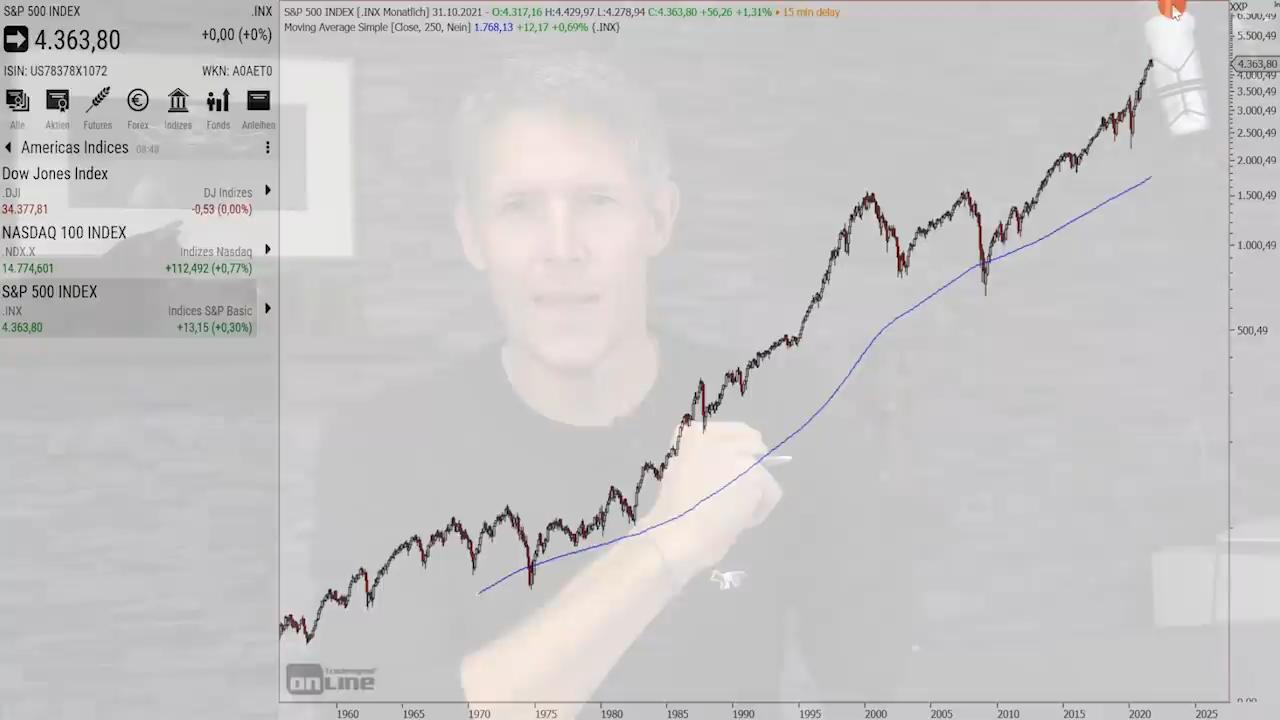 S&P 500 INDEX .INX
4.363,80 +0,00 (+0%)
ISIN: US78378X1072 WKN: A0AET0
Alle Aktien Futures Forex Indizes Fonds Anleihen
Americas Indices 08:48
Dow Jones Index
.DJI DJ Indizes
34.377,81 -0,53 (0,00%)
NASDAQ 100 INDEX
.NDX.X Indizes Nasdaq
14.774,601 +112,492 (+0,77%)
S&P 500 INDEX
.INX Indices S&P Basic
4.363,80 +13,15 (+0,30%)
S&P 500 INDEX [.INX Monatlich] 31.10.2021 - O:4.317,16 H:4.429,97 L:4.278,94 C:4.363,80 +56,26 +1,31% • 15 min delay
Moving Average Simple [Close, 250, Nein] 1.768,13 +12,17 +0,69% {.INX}
XXP
6.500,49
5.500,49
4.363,80
4.000,49
3.500,49
3.000,49
2.500,49
2.000,49
1.500,49
1.000,49
500,49
Tradesignal
onLINE
1960 1965 1970 1975 1980 1985 1990 1995 2000 2005 2010 2015 2020 2025